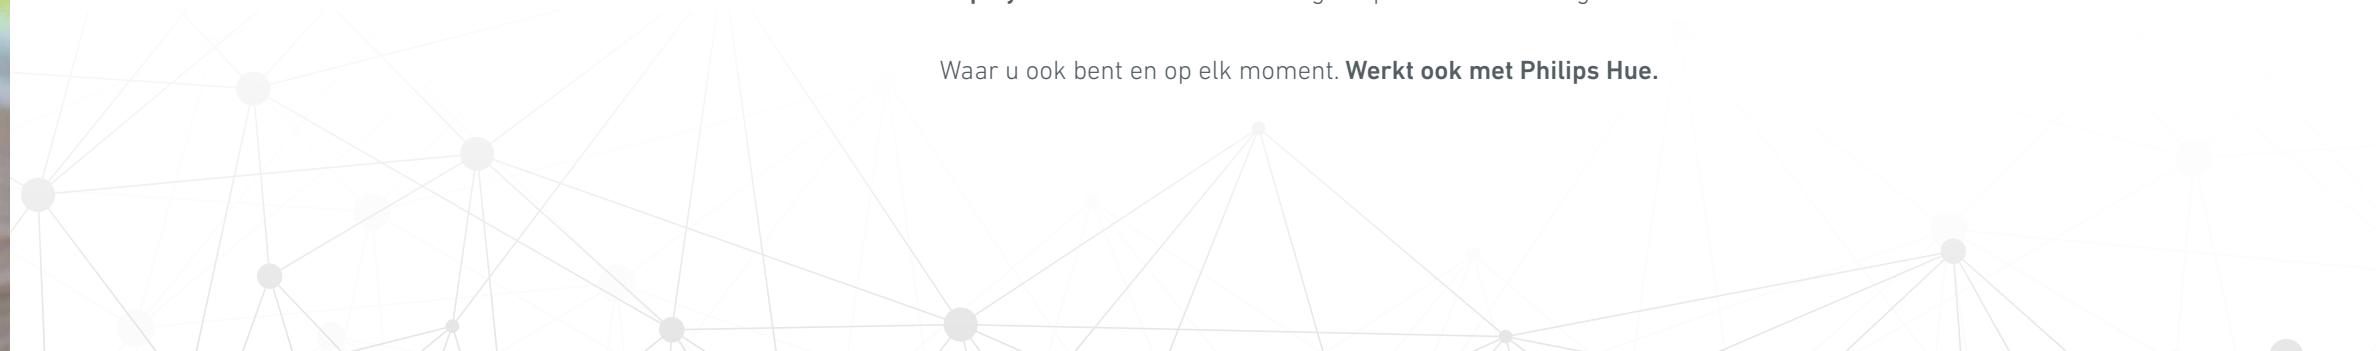 Waar u ook bent en op elk moment. Werkt ook met Philips Hue.